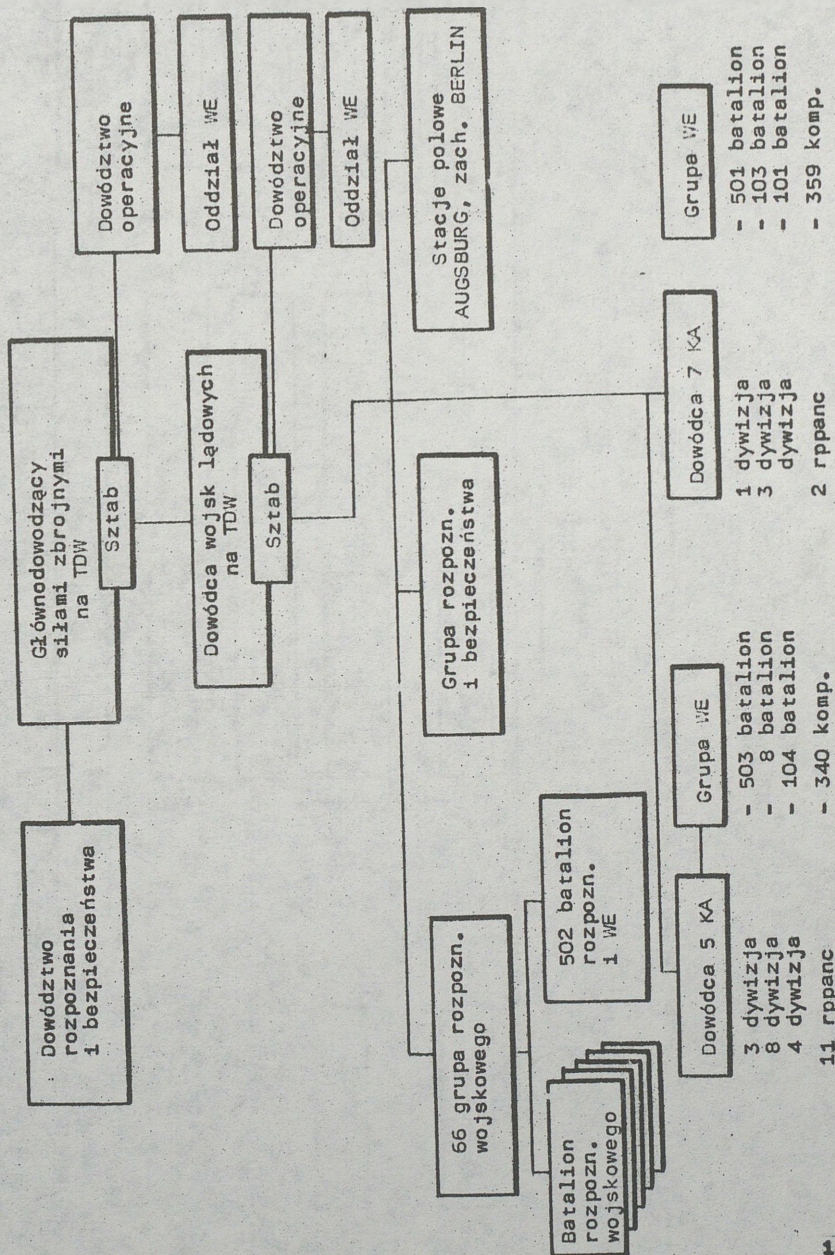 Głównodowodzący
siłami zbrojnymi
na TDW
Sztab
Dowództwo
rozpoznania
i bezpieczeństwa
Dowództwo
operacyjne
Oddział WE
Dowódca wojsk lądowych
na TDW
Sztab
Dowództwo
operacyjne
Oddział WE
66 grupa rozpozn.
wojskowego
Grupa rozpozn.
i bezpieczeństwa
Stacje polowe
AUGSBURG, zach. BERLIN
Batalion
rozpozn.
wojskowego
502 batalion
rozpozn.
i WE
Dowódca 5 KA
3 dywizja
8 dywizja
4 dywizja
11 rppanc
Grupa WE
- 503 batalion
- 8 batalion
- 104 batalion
- 340 komp.
Dowódca 7 KA
1 dywizja
3 dywizja
dywizja
2 rppanc
Grupa WE
- 501 batalion
- 103 batalion
- 101 batalion
- 359 komp.